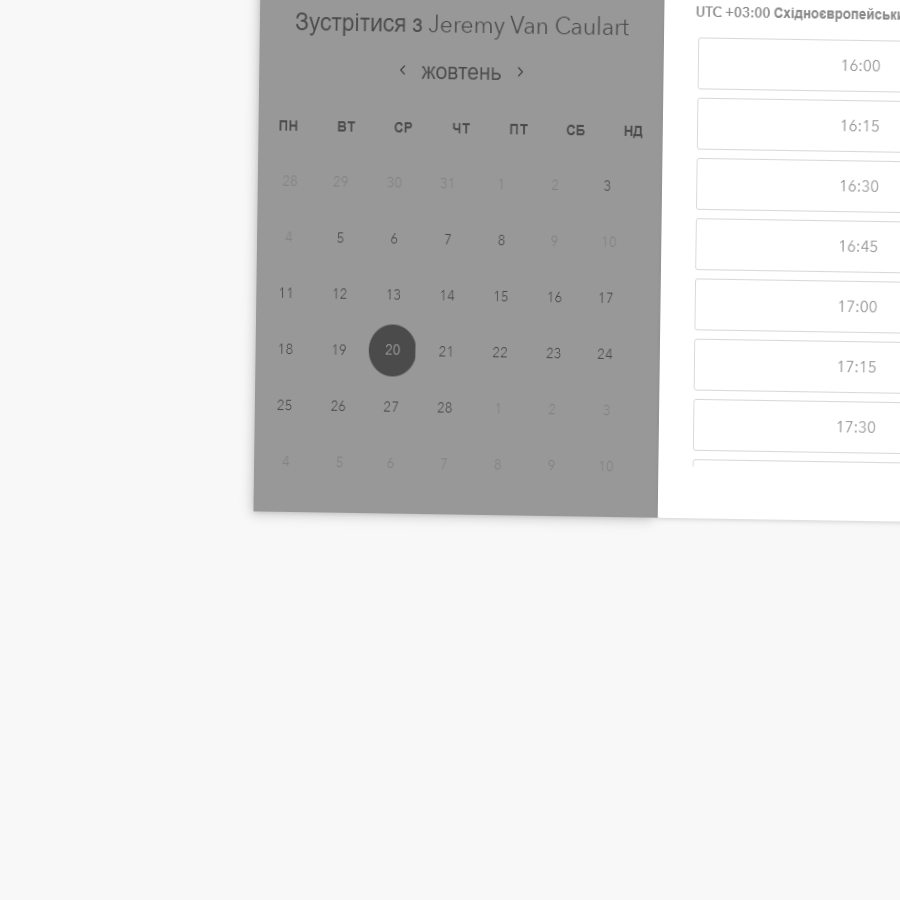 Зустрітися з Jeremy Van Caulart
‹ жовтень ›
ПН ВТ СР ЧТ ПТ СБ НД
28 29 30 31 1 2 3
4 5 6 7 8 9 10
11 12 13 14 15 16 17
18 19 20 21 22 23 24
25 26 27 28 1 2 3
4 5 6 7 8 9 10
UTC +03:00
16:00
16:15
16:30
16:45
17:00
17:15
17:30